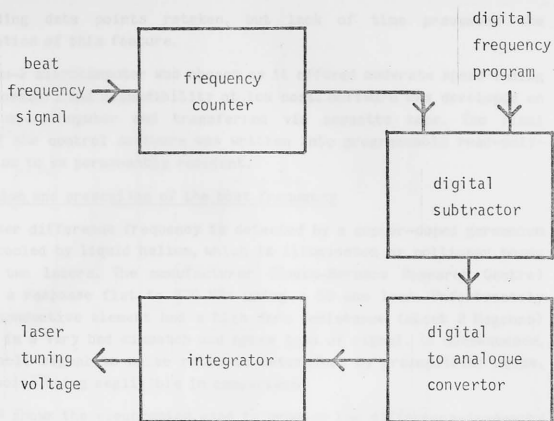 digital
frequency
program
beat
frequency
signal
frequency
counter
digital
subtractor
digital
to analogue
convertor
integrator
laser
tuning
voltage